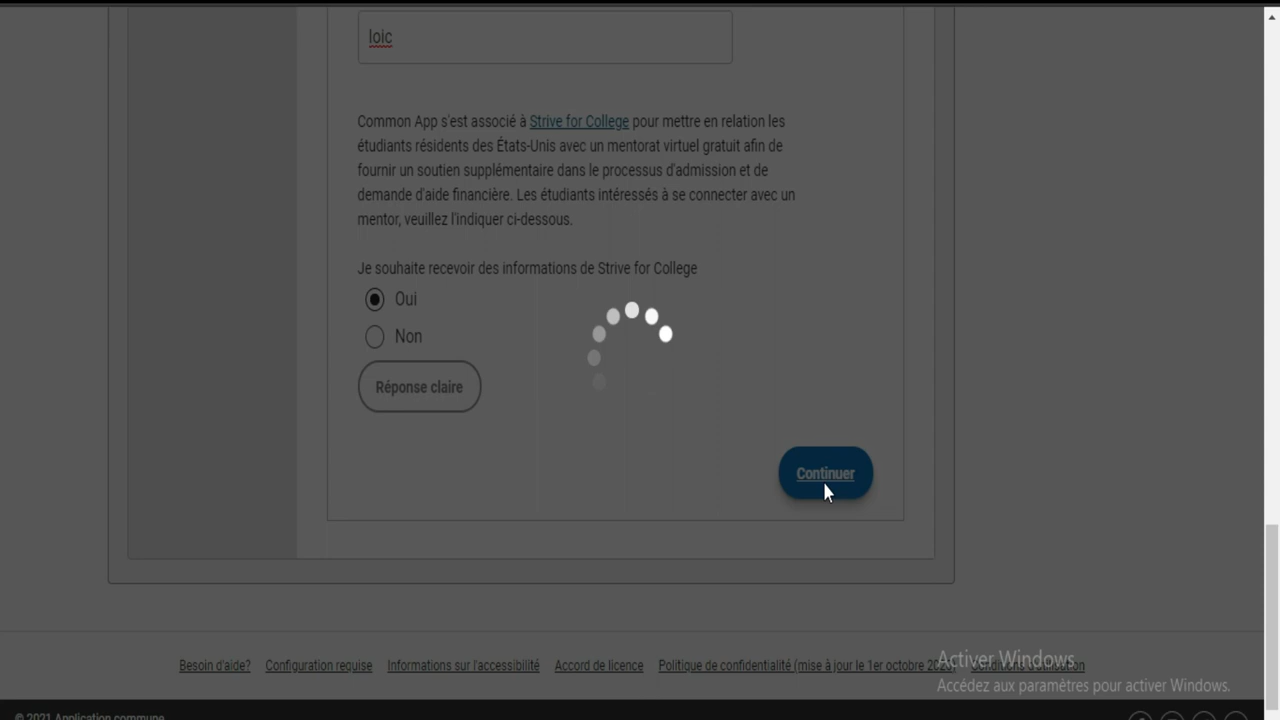 loic
Common App s'est associé à Strive for College pour mettre en relation les
étudiants résidents des États-Unis avec un mentorat virtuel gratuit afin de
fournir un soutien supplémentaire dans le processus d'admission et de
demande d'aide financière. Les étudiants intéressés à se connecter avec un
mentor, veuillez l'indiquer ci-dessous.
Je souhaite recevoir des informations de Strive for College
Oui
Non
Réponse claire
Continuer
Besoin d'aide? Configuration requise Informations sur l'accessibilité Accord de licence Politique de confidentialité (mise à jour le 1er octobre Conditions d'utilisation
Activer Windows
Accédez aux paramètres pour activer Windows.
© 2021 Application commune